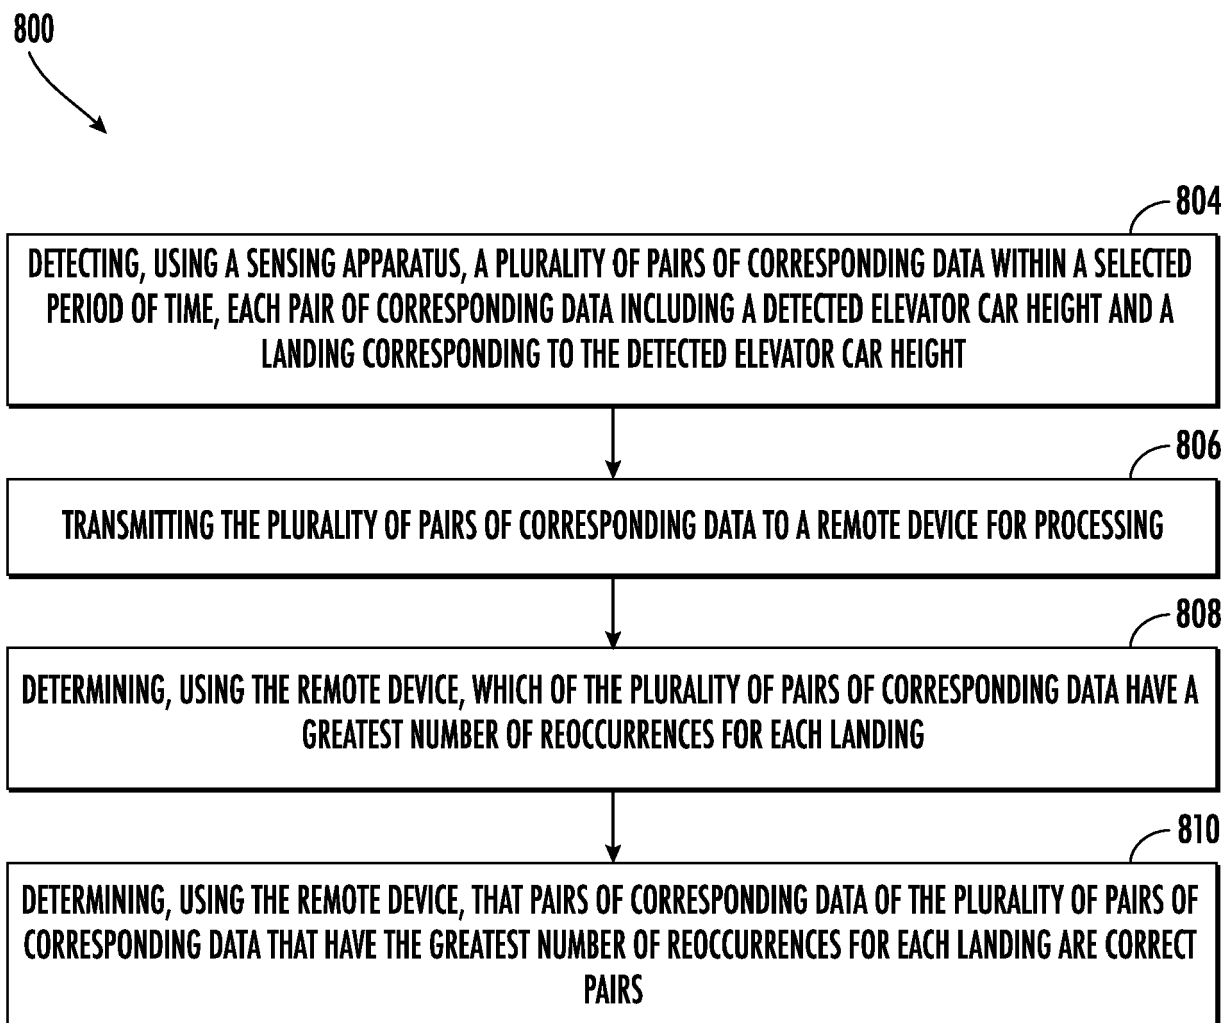 800
804
DETECTING, USING A SENSING APPARATUS, A PLURALITY OF PAIRS OF CORRESPONDING DATA WITHIN A SELECTED
PERIOD OF TIME, EACH PAIR OF CORRESPONDING DATA INCLUDING A DETECTED ELEVATOR CAR HEIGHT AND A
LANDING CORRESPONDING TO THE DETECTED ELEVATOR CAR HEIGHT
806
TRANSMITTING THE PLURALITY OF PAIRS OF CORRESPONDING DATA TO A REMOTE DEVICE FOR PROCESSING
808
DETERMINING, USING THE REMOTE DEVICE, WHICH OF THE PLURALITY OF PAIRS OF CORRESPONDING DATA HAVE A
GREATEST NUMBER OF REOCCURRENCES FOR EACH LANDING
810
DETERMINING, USING THE REMOTE DEVICE, THAT PAIRS OF CORRESPONDING DATA OF THE PLURALITY OF PAIRS OF
CORRESPONDING DATA THAT HAVE THE GREATEST NUMBER OF REOCCURRENCES FOR EACH LANDING ARE CORRECT
PAIRS